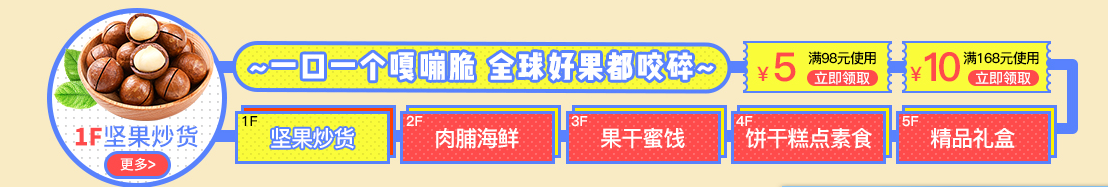 1F坚果炒货
更多>
~一口一个嘎嘣脆 全球好果都咬碎~
¥5
满98元使用
立即领取
¥10
满168元使用
立即领取
1F
坚果炒货
2F
肉脯海鲜
3F
果干蜜饯
4F
饼干糕点素食
5F
精品礼盒